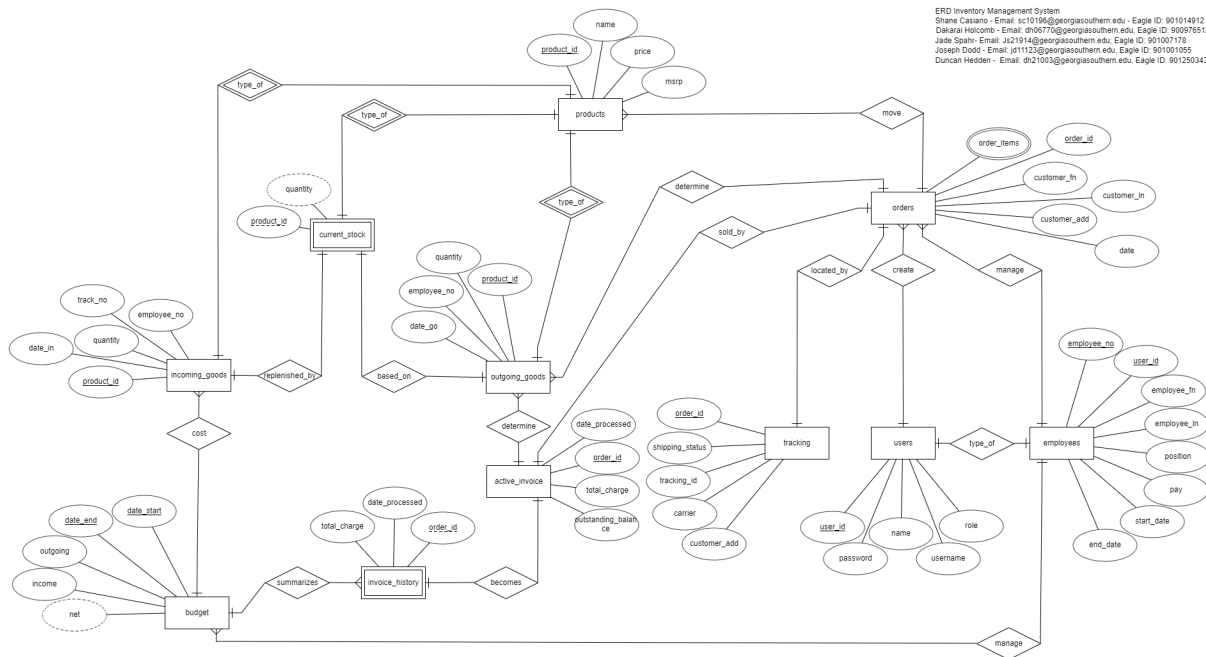 ERD Inventory Management System
Shane Casiano - Email: sc10196@georgiasouthern.edu - Eagle ID: 901014912
Dakarai Holcomb - Email: dh06770@georgiasouthern.edu, Eagle ID:
Jade Spahr- Email: Js21914@georgiasouthern.edu, Eagle ID: 901007178
Joseph Dodd - Email: jd11123@georgiasouthern.edu, Eagle ID: 901001055
Duncan Hedden - Email: dh21003@georgiasouthern.edu, Eagle ID: 901250343
name
product_id
price
msrp
type_of
products
type_of
move
order_items
order_id
customer_fn
customer_ln
customer_add
date
orders
determine
quantity
product_id
current_stock
type_of
sold_by
located_by
create
manage
quantity
product_id
employee_no
date_go
outgoing_goods
track_no
employee_no
date_in
quantity
product_id
incoming_goods
replenished_by
based_on
cost
determine
employee_no
user_id
employee_fn
employee_ln
position
pay
start_date
end_date
employees
order_id
shipping_status
tracking_id
carrier
customer_add
tracking
users
type_of
user_id
password
name
username
role
date_processed
order_id
total_charge
outstanding_bala
nce
active_invoice
date_end
date_start
outgoing
income
net
budget
summarizes
total_charge
date_processed
order_id
invoice_history
becomes
manage